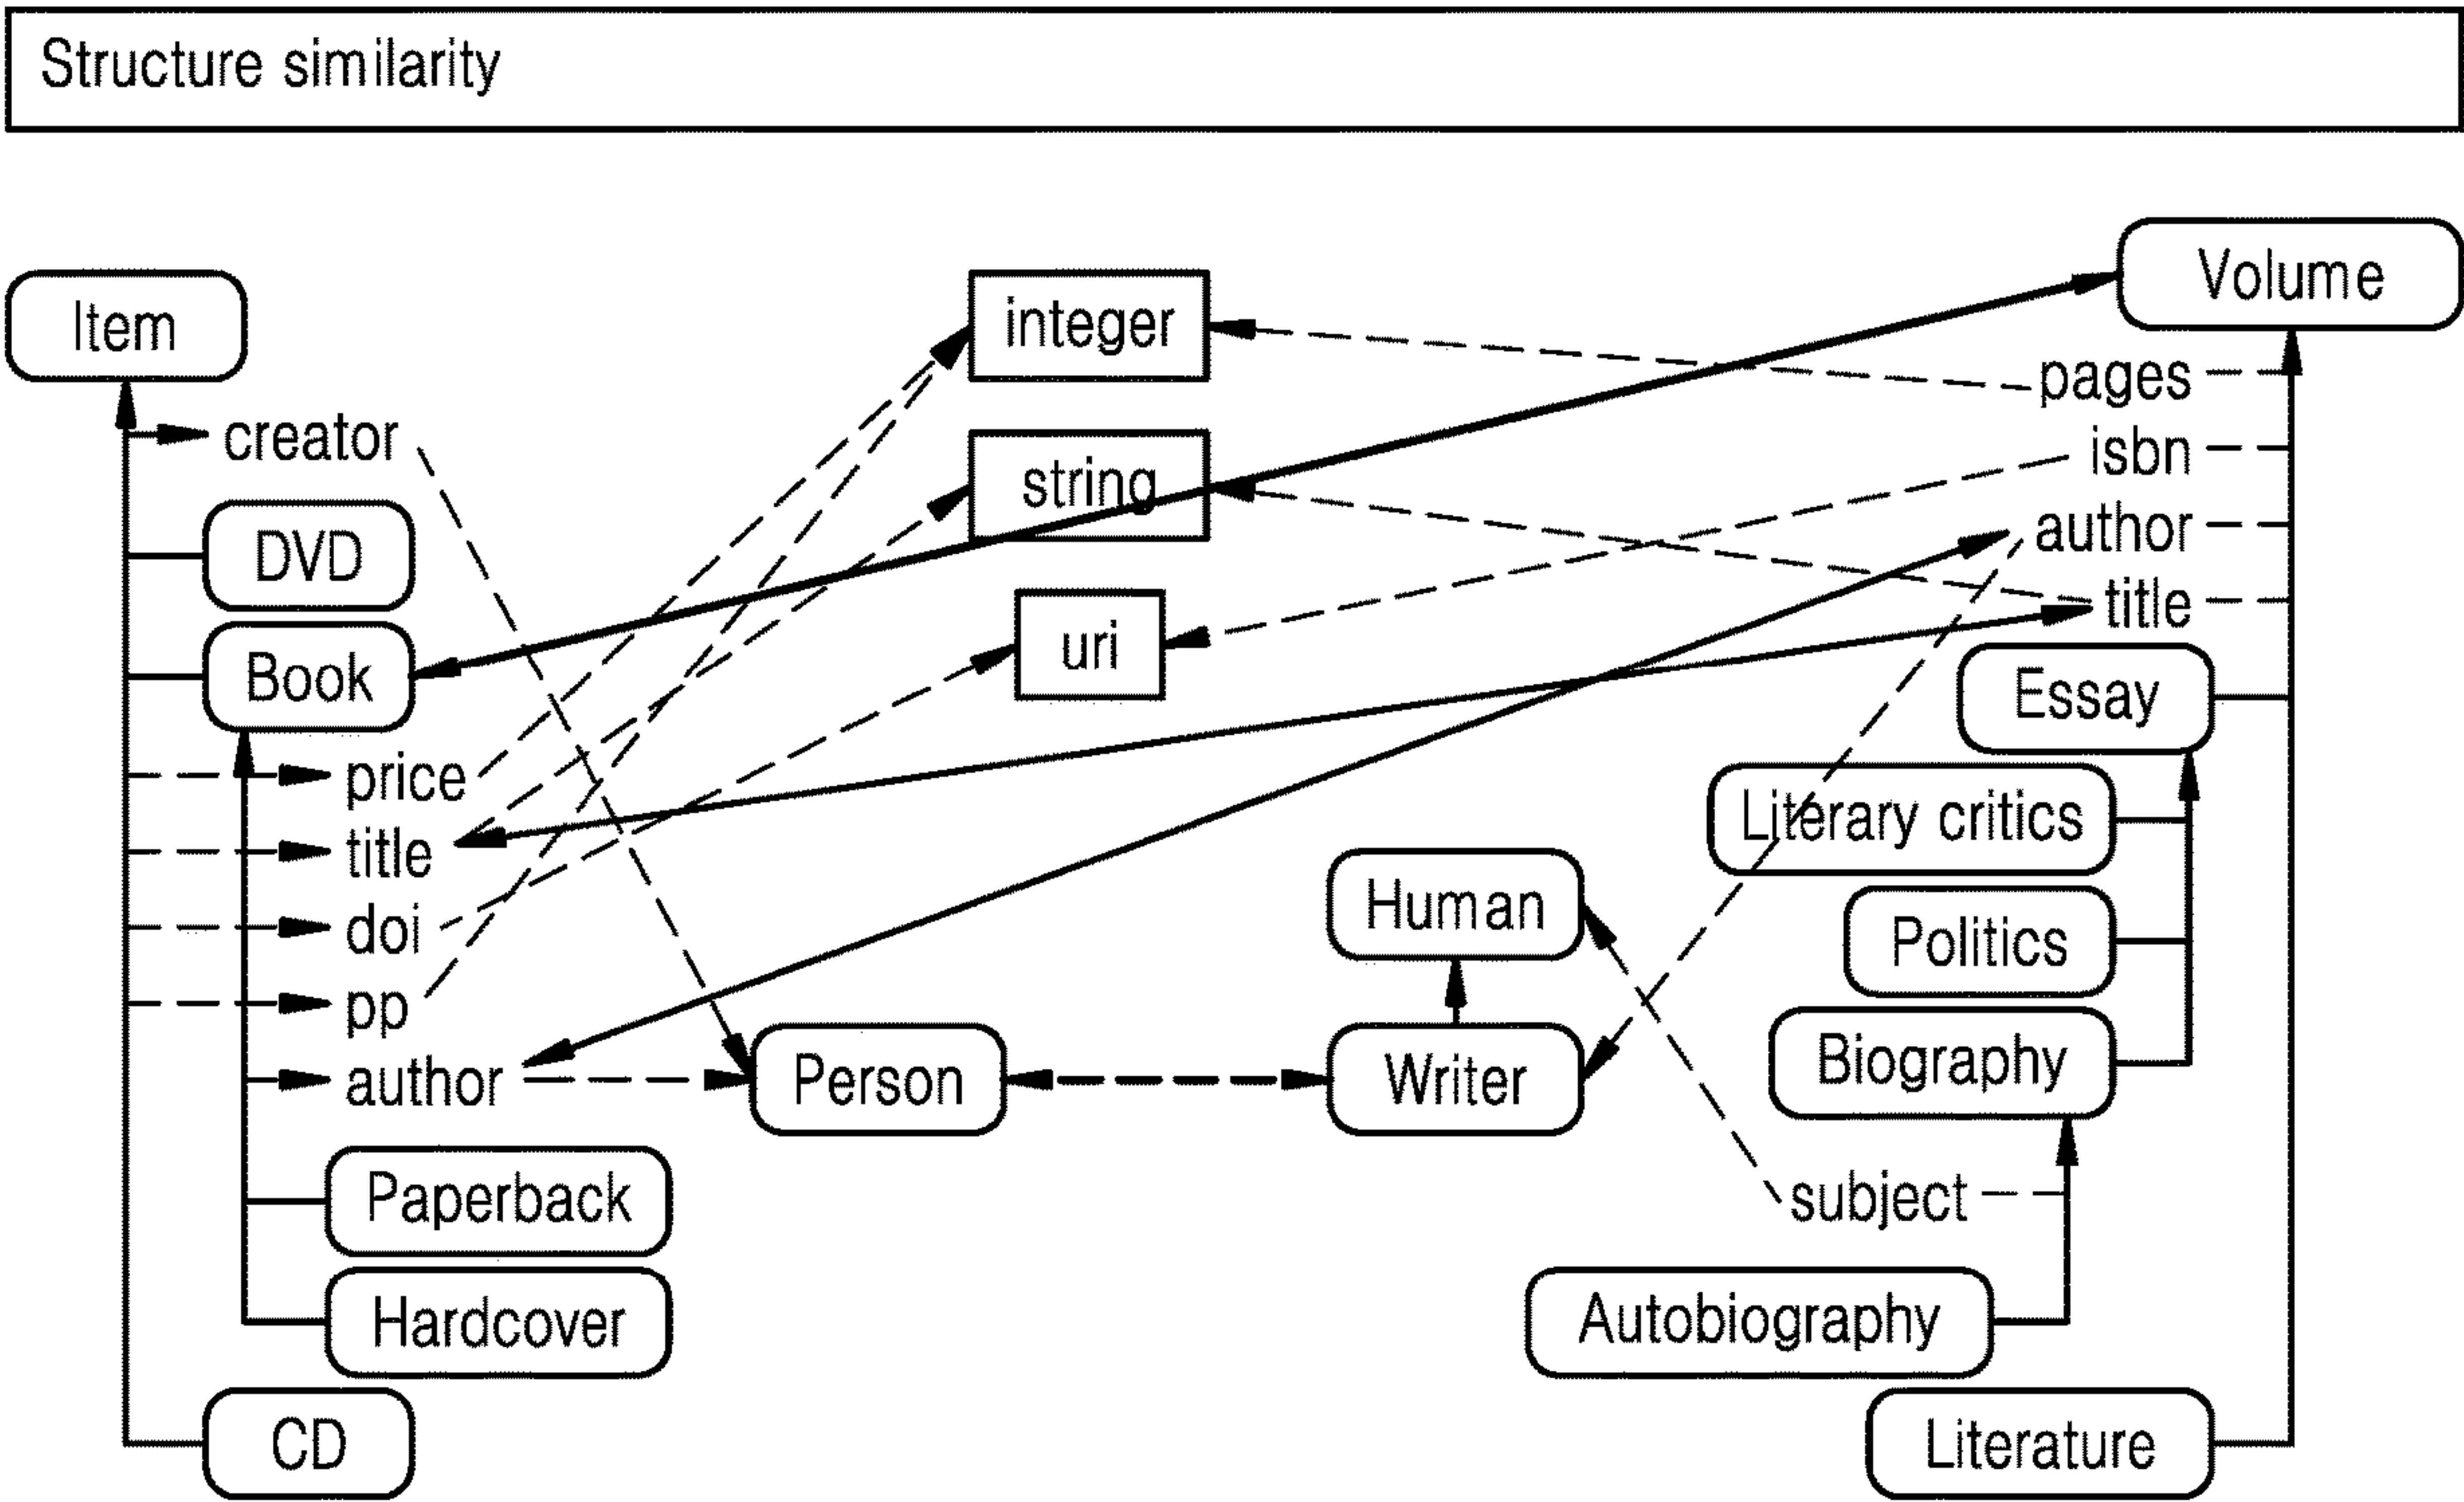 Structure similarity
Volume
Item
integer
pages
creator
isbn
string
author
DVD
title
uri
Book
Essay
price
Literary critics
title
Human
doi
Politics
pp
author
Person
Writer
Biography
Paperback
subject
Hardcover
Autobiography
CD
Literature